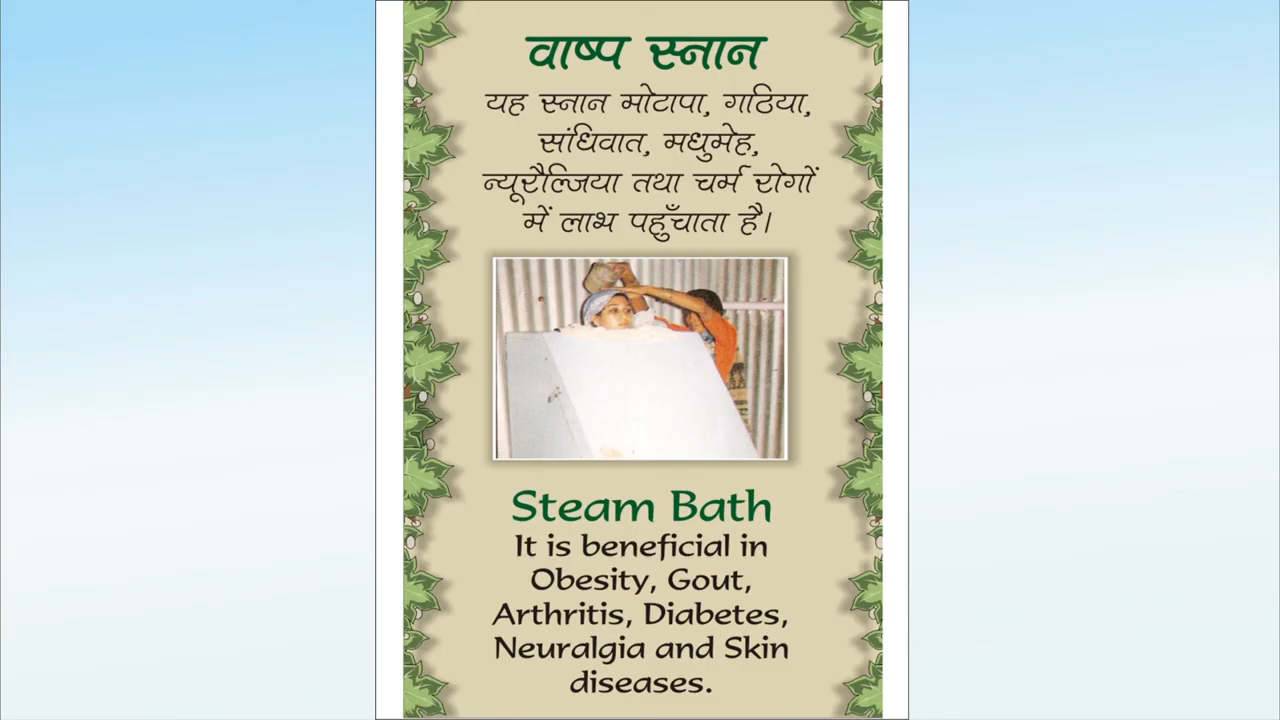 वाष्प स्नान
यह स्नान मोटापा, गठिया,
संधिवात, मधुमेह,
न्यूरौल्जिया तथा चर्म रोगों
में लाभ पहुँचाता है।
Steam Bath
It is beneficial in
Obesity, Gout,
Arthritis, Diabetes,
Neuralgia and Skin
diseases.